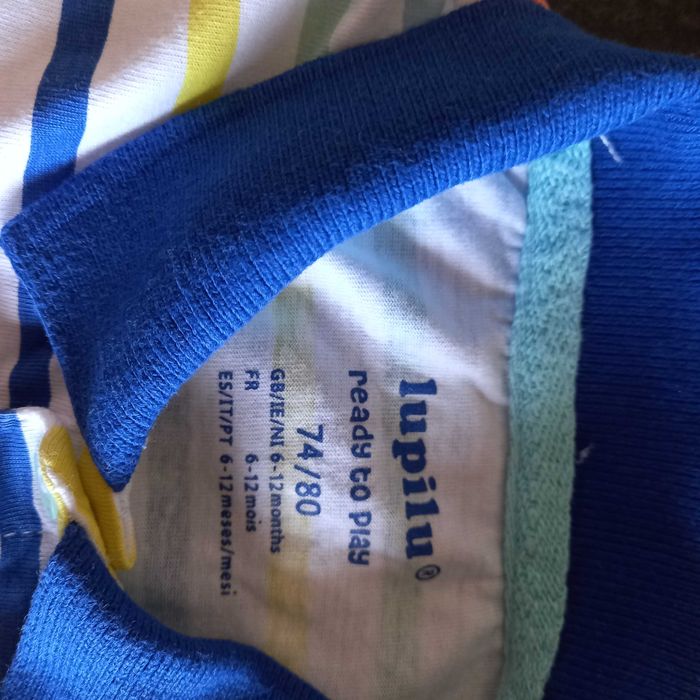 lupilu®
ready to play
74/80
GB/IE/NI 6-12 months
FR 6-12 mois
ES/IT/PT 6-12 meses/mesi